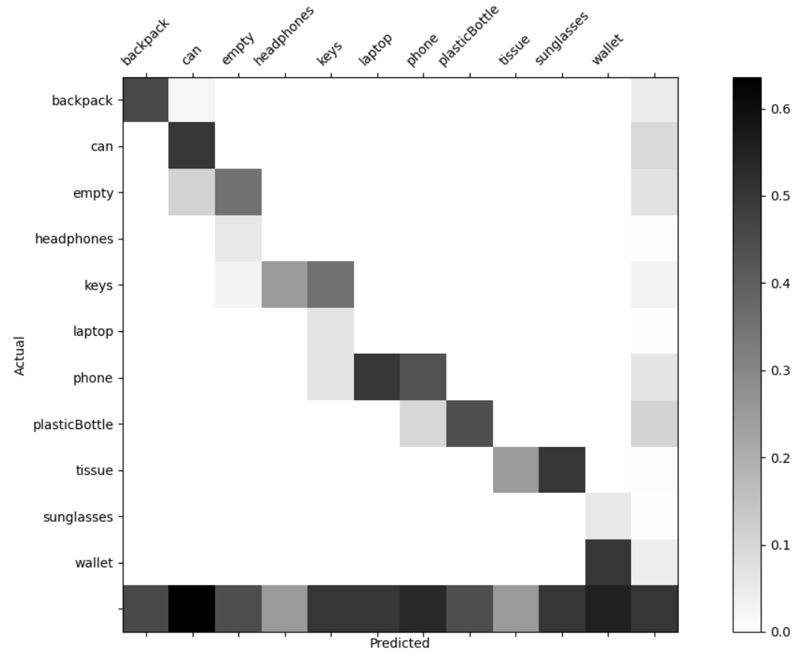 backpack can empty headphones keys laptop phone plasticBottle tissue sunglasses wallet
backpack
can
empty
headphones
keys
laptop
phone
plasticBottle
tissue
sunglasses
wallet
Actual
Predicted
0.6
0.5
0.4
0.3
0.2
0.1
0.0